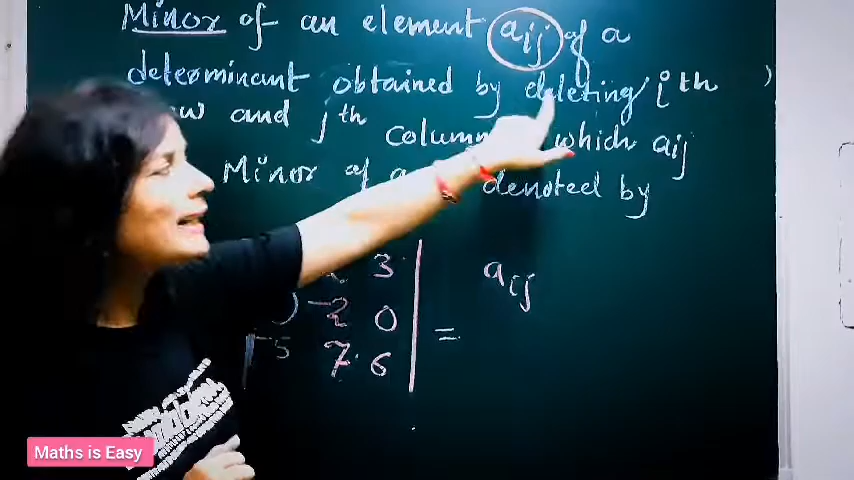 Minor of an element aij of a
determinant obtained by deleting ith
and jth column which aij
Minor of denoted by
3 aij
-2 0 =
-5 7 6
Maths is Easy